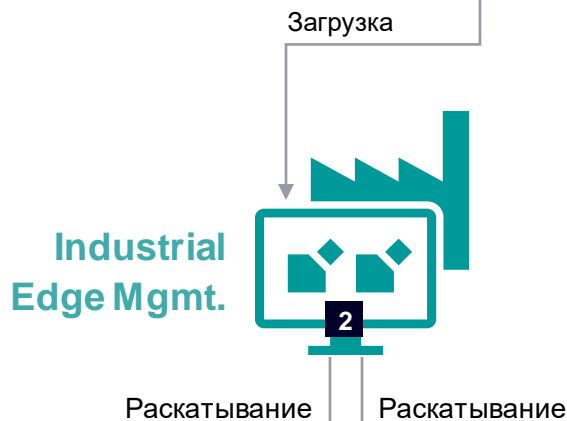 Загрузка
Industrial
Edge Mgmt.
2
Раскатывание Раскатывание